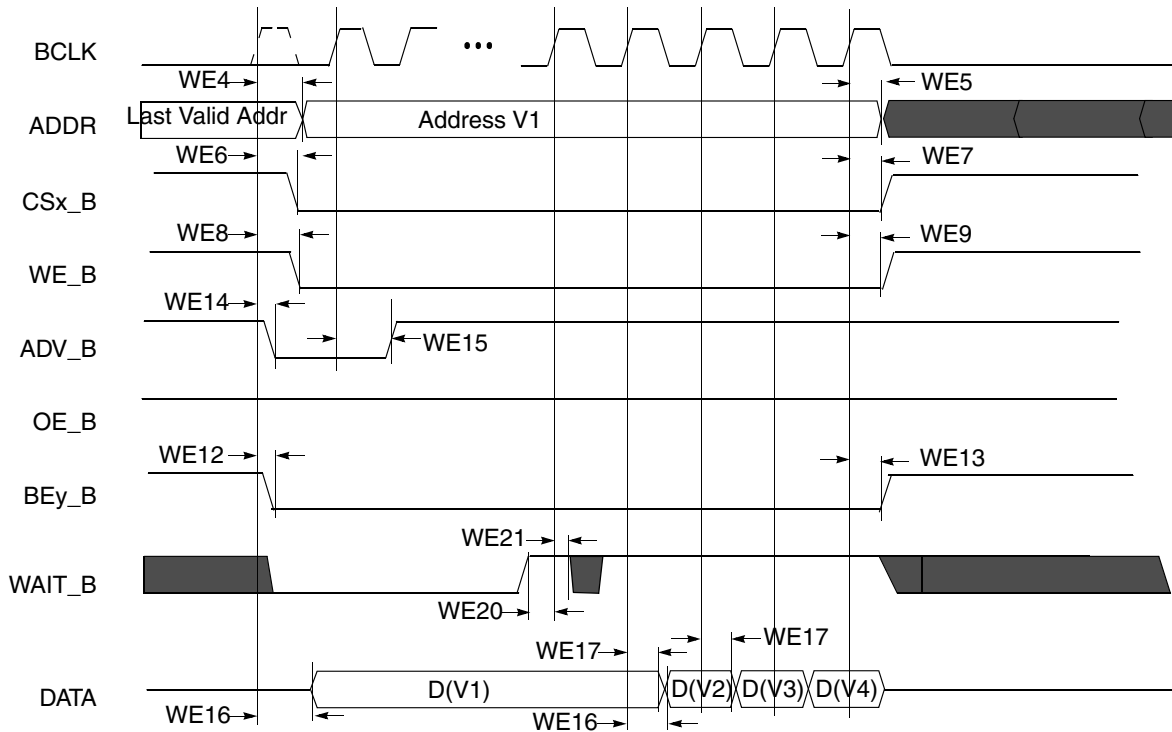 BCLK
...
WE4
WE5
ADDR
Last Valid Addr
Address V1
WE6
WE7
CSx_B
WE8
WE9
WE_B
WE14
ADV_B
WE15
OE_B
WE12
WE13
BEy_B
WE21
WAIT_B
WE20
WE17
WE17
DATA
D(V1)
D(V2)
D(V3)
D(V4)
WE16
WE16